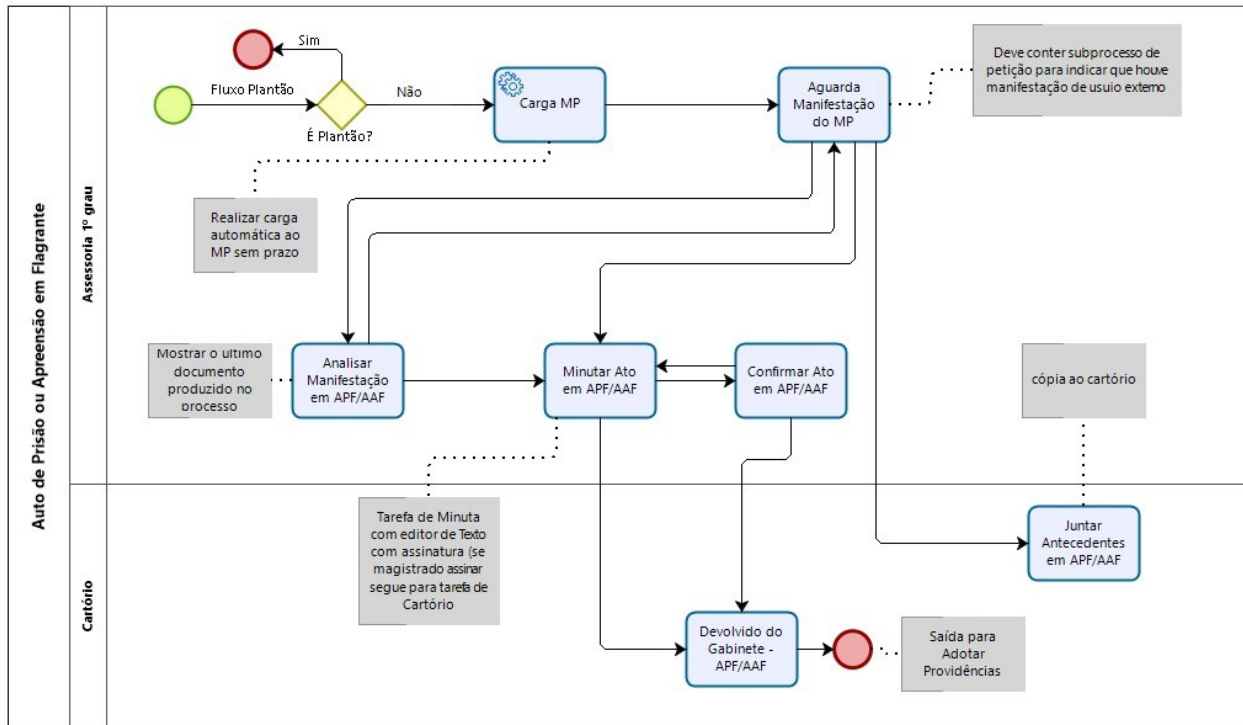 Auto de Prisão ou Apreensão em Flagrante
Assessoria 1º grau
Sim
Fluxo Plantão
É Plantão?
Não
Carga MP
Aguarda
Manifestação
do MP
Deve conter subprocesso de
petição para indicar que houve
manifestação de usuio externo
Realizar carga
automática ao
MP sem prazo
Mostrar o ultimo
documento
produzido no
processo
Analisar
Manifestação
em APF/AAF
Minutar Ato
em APF/AAF
Confirmar Ato
em APF/AAF
cópia ao cartório
Cartório
Tarefa de Minuta
com editor de Texto
com assinatura (se
magistrado assinar
segue para tarefa de
Cartório
Juntar
Antecedentes
em APF/AAF
Devolvido do
Gabinete -
APF/AAF
Saída para
Adotar
Providências